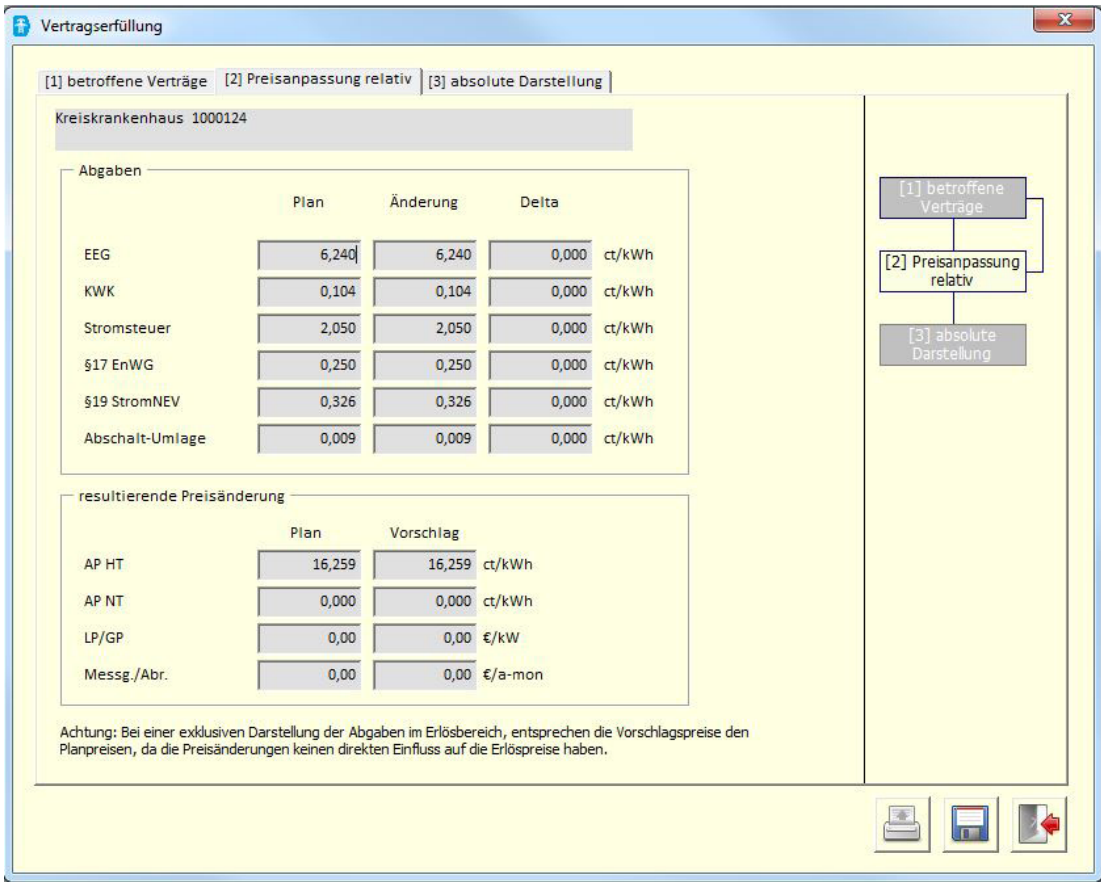 Vertragserfüllung
[1] betroffene Verträge [2] Preisanpassung relativ [3] absolute Darstellung
Kreiskrankenhaus 1000124
Abgaben
Plan Änderung Delta
EEG 6,240 6,240 0,000 ct/kWh
KWK 0,104 0,104 0,000 ct/kWh
Stromsteuer 2,050 2,050 0,000 ct/kWh
§17 EnWG 0,250 0,250 0,000 ct/kWh
§19 StromNEV 0,326 0,326 0,000 ct/kWh
Abschalt-Umlage 0,009 0,009 0,000 ct/kWh
resultierende Preisänderung
Plan Vorschlag
AP HT 16,259 16,259 ct/kWh
AP NT 0,000 0,000 ct/kWh
LP/GP 0,00 0,00 €/kW
Messg./Abr. 0,00 0,00 €/a-mon
Achtung: Bei einer exklusiven Darstellung der Abgaben im Erlösbereich, entsprechen die Vorschlagspreise den
Planpreisen, da die Preisänderungen keinen direkten Einfluss auf die Erlöspreise haben.
[1] betroffene
Verträge
[2] Preisanpassung
relativ
[3] absolute
Darstellung